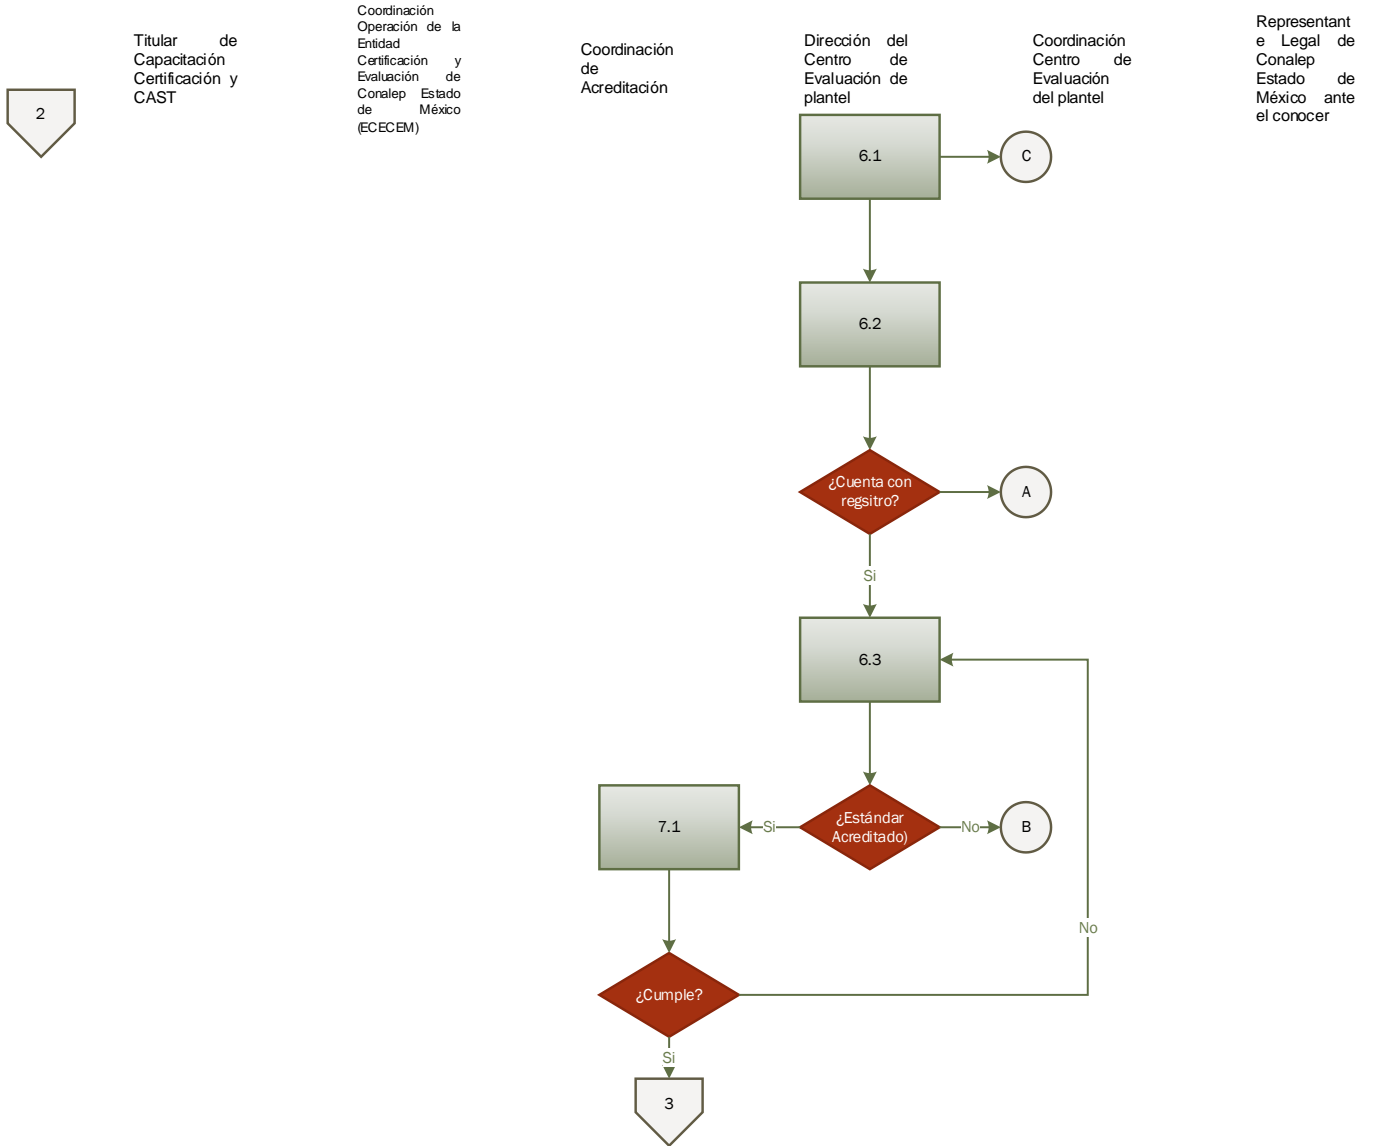 2
Titular de
Capacitación
Certificación y
CAST
Coordinación
Operación de la
Entidad
Certificación y
Evaluación de
Conalep Estado
de México
(ECECEM)
Coordinación
de
Acreditación
Dirección del
Centro de
Evaluación de
plantel
Coordinación
Centro de
Evaluación
del plantel
Representant
e Legal de
Conalep
Estado de
México ante
el conocer
6.1
C
6.2
¿Cuenta con
regsitro?
A
Si
6.3
7.1
Si
¿Estándar
Acreditado)
No
B
No
¿Cumple?
Si
3